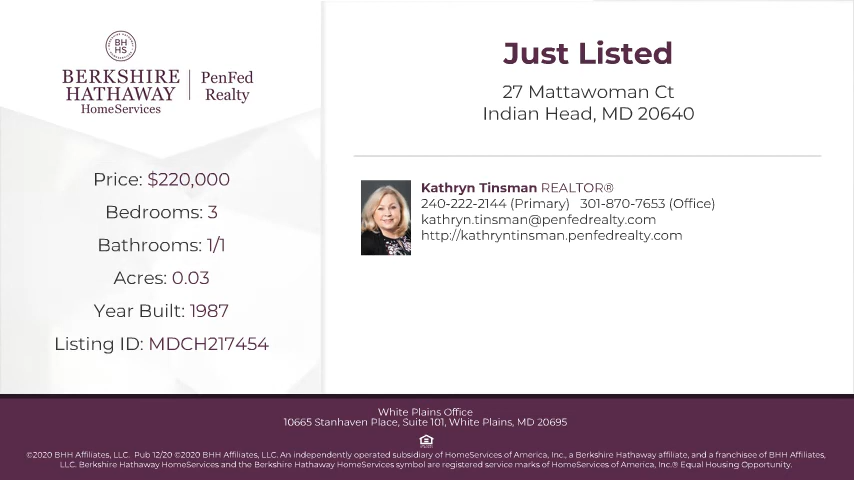 BH
HS
BERKSHIRE
HATHAWAY
HomeServices
PenFed
Realty
Price: $220,000
Bedrooms: 3
Bathrooms: 1/1
Acres: 0.03
Year Built: 1987
Listing ID: MDCH217454
Just Listed
27 Mattawoman Ct
Indian Head, MD 20640
Kathryn Tinsman REALTOR®
240-222-2144 (Primary) 301-870-7653 (Office)
kathryn.tinsman@penfedrealty.com
http://kathryntinsman.penfedrealty.com
White Plains Office
10665 Stanhaven Place, Suite 101, White Plains, MD 20695
©2020 BHH Affiliates, LLC. Pub 12/20 ©2020 BHH Affiliates, LLC. An independently operated subsidiary of HomeServices of America, Inc., a Berkshire Hathaway affiliate, and a franchisee of BHH Affiliates,
LLC. Berkshire Hathaway HomeServices and the Berkshire Hathaway HomeServices symbol are registered service marks of HomeServices of America, Inc.® Equal Housing Opportunity.